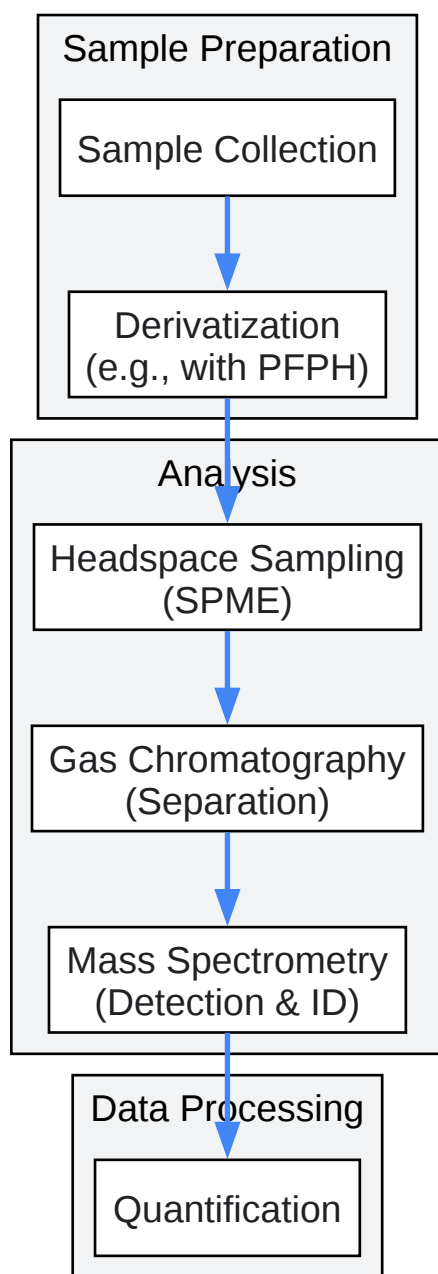 Sample Preparation
Sample Collection
Derivatization
(e.g., with PFPH)
Analysis
Headspace Sampling
(SPME)
Gas Chromatography
(Separation)
Mass Spectrometry
(Detection & ID)
Data Processing
Quantification